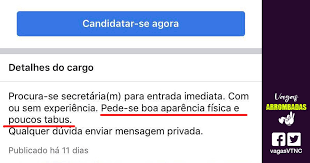 Candidatar-se agora
Detalhes do cargo
Procura-se secretária(m) para entrada imediata. Com
ou sem experiência. Pede-se boa aparência física e
poucos tabus.
Qualquer dúvida enviar mensagem privada.
Publicado há 11 dias
Vagas
ARROMBADAS
vagasVTNC